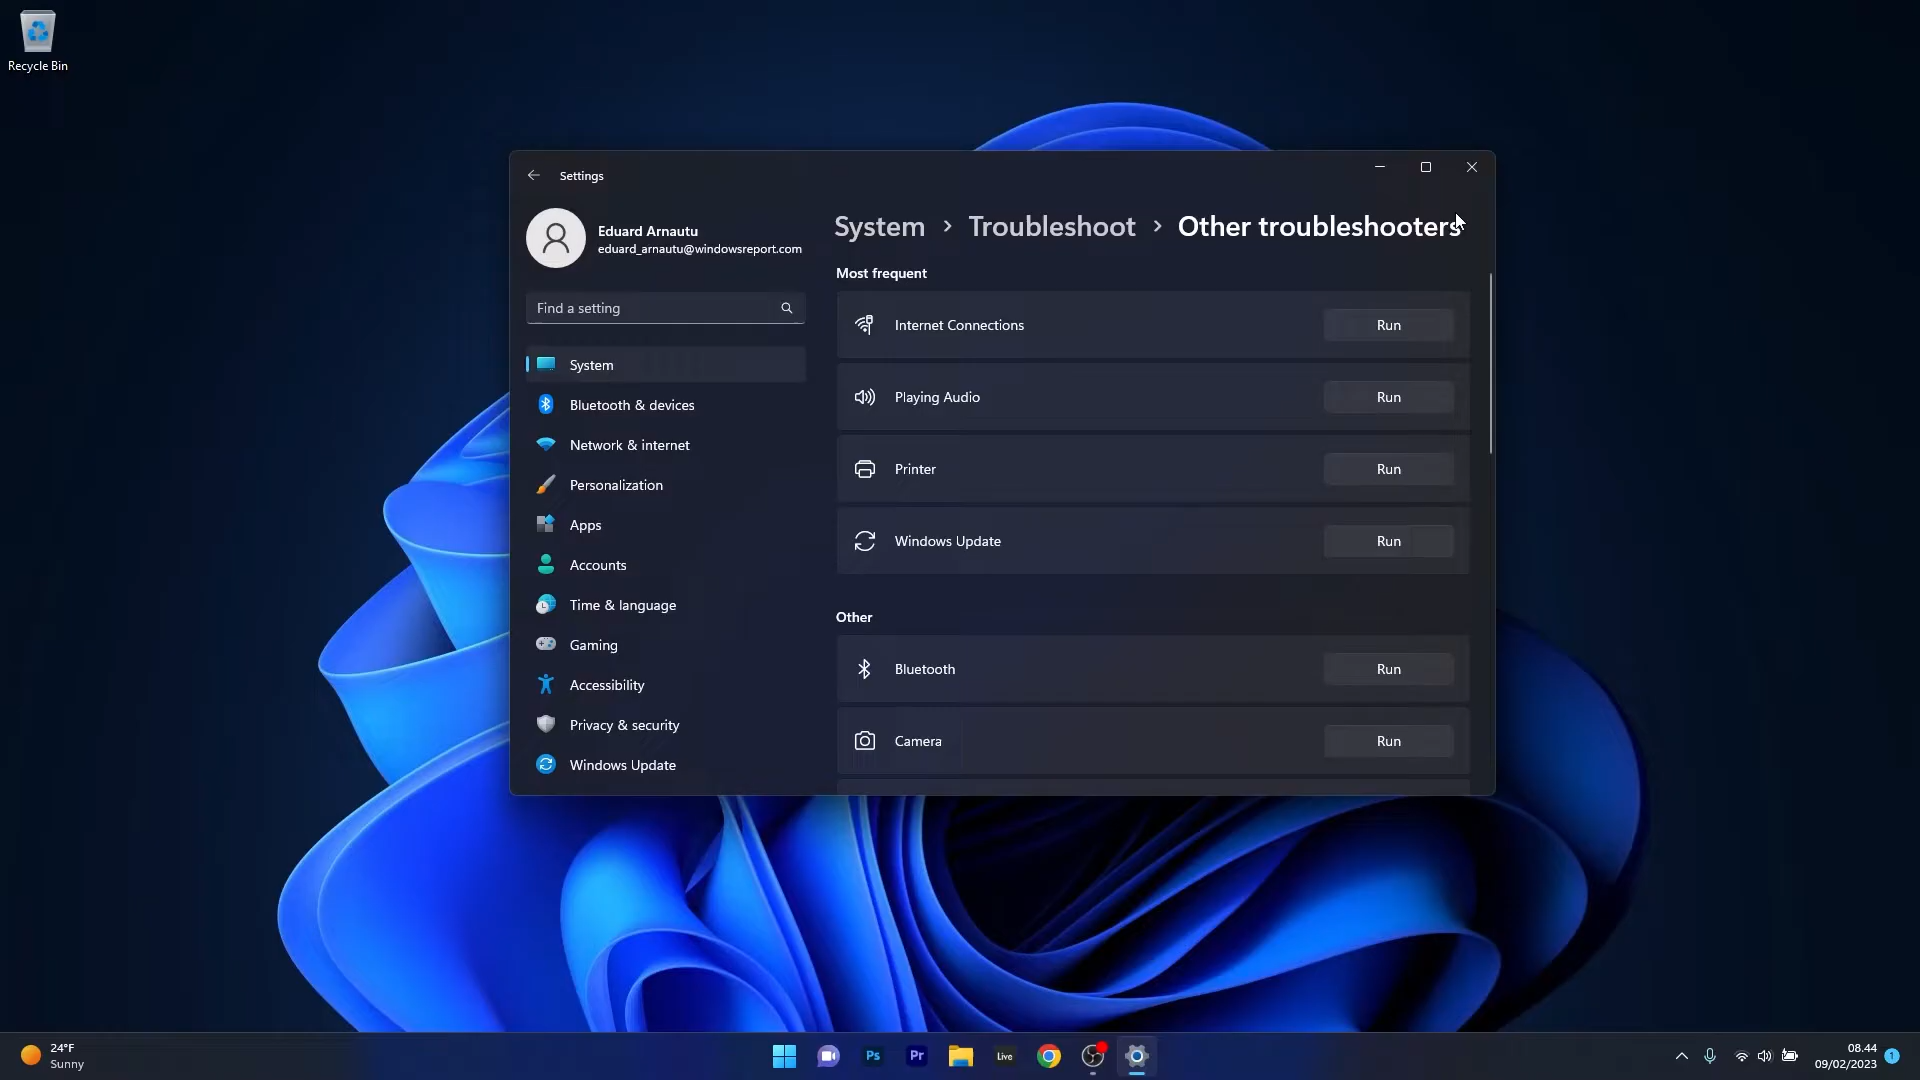 Recycle Bin
Settings
Eduard Arnautu
eduard_arnautu@windowsreport.com
Find a setting
System
Bluetooth & devices
Network & internet
Personalization
Apps
Accounts
Time & language
Gaming
Accessibility
Privacy & security
Windows Update
System › Troubleshoot › Other troubleshooters
Most frequent
Internet Connections Run
Playing Audio Run
Printer Run
Windows Update Run
Other
Bluetooth Run
Camera Run
24°F
Sunny
Ps
Pr
Live
08.44
09/02/2023
1